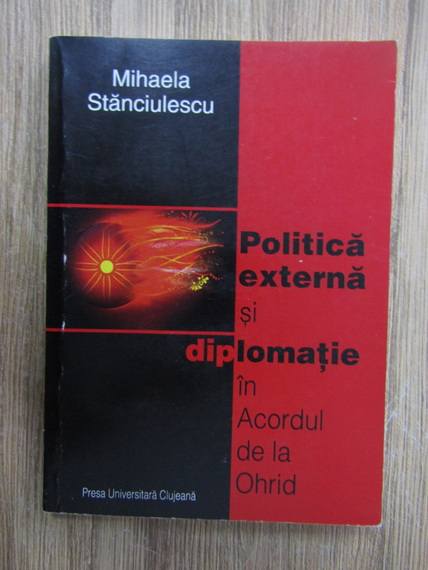 Mihaela
Stănciulescu
Politică
externă
și
diplomație
în
Acordul
de la
Ohrid
Presa Universitară Clujeană